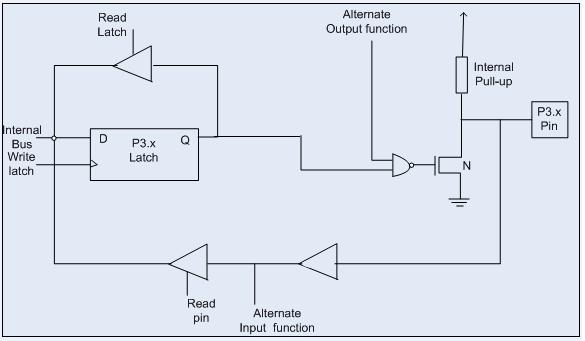 Read
Latch
Alternate
Output function
Internal
Pull-up
P3.x
Pin
Internal
Bus
Write
latch
D
Q
P3.x
Latch
N
Read
pin
Alternate
Input function